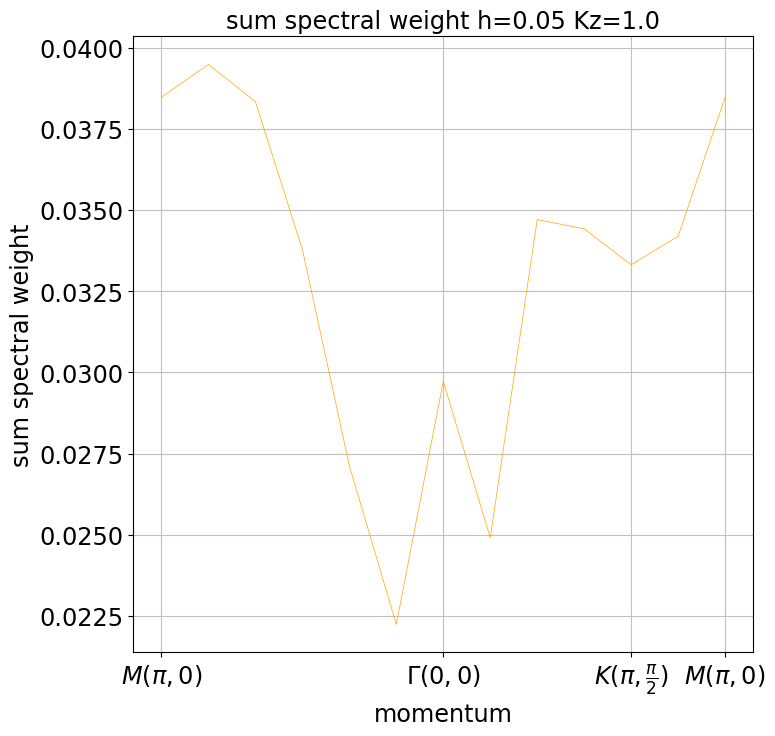 sum spectral weight h=0.05 Kz=1.0
0.0400
0.0375
0.0350
0.0325
0.0300
0.0275
0.0250
0.0225
sum spectral weight
M(π, 0) Γ(0, 0) K(π, π/2) M(π, 0)
momentum